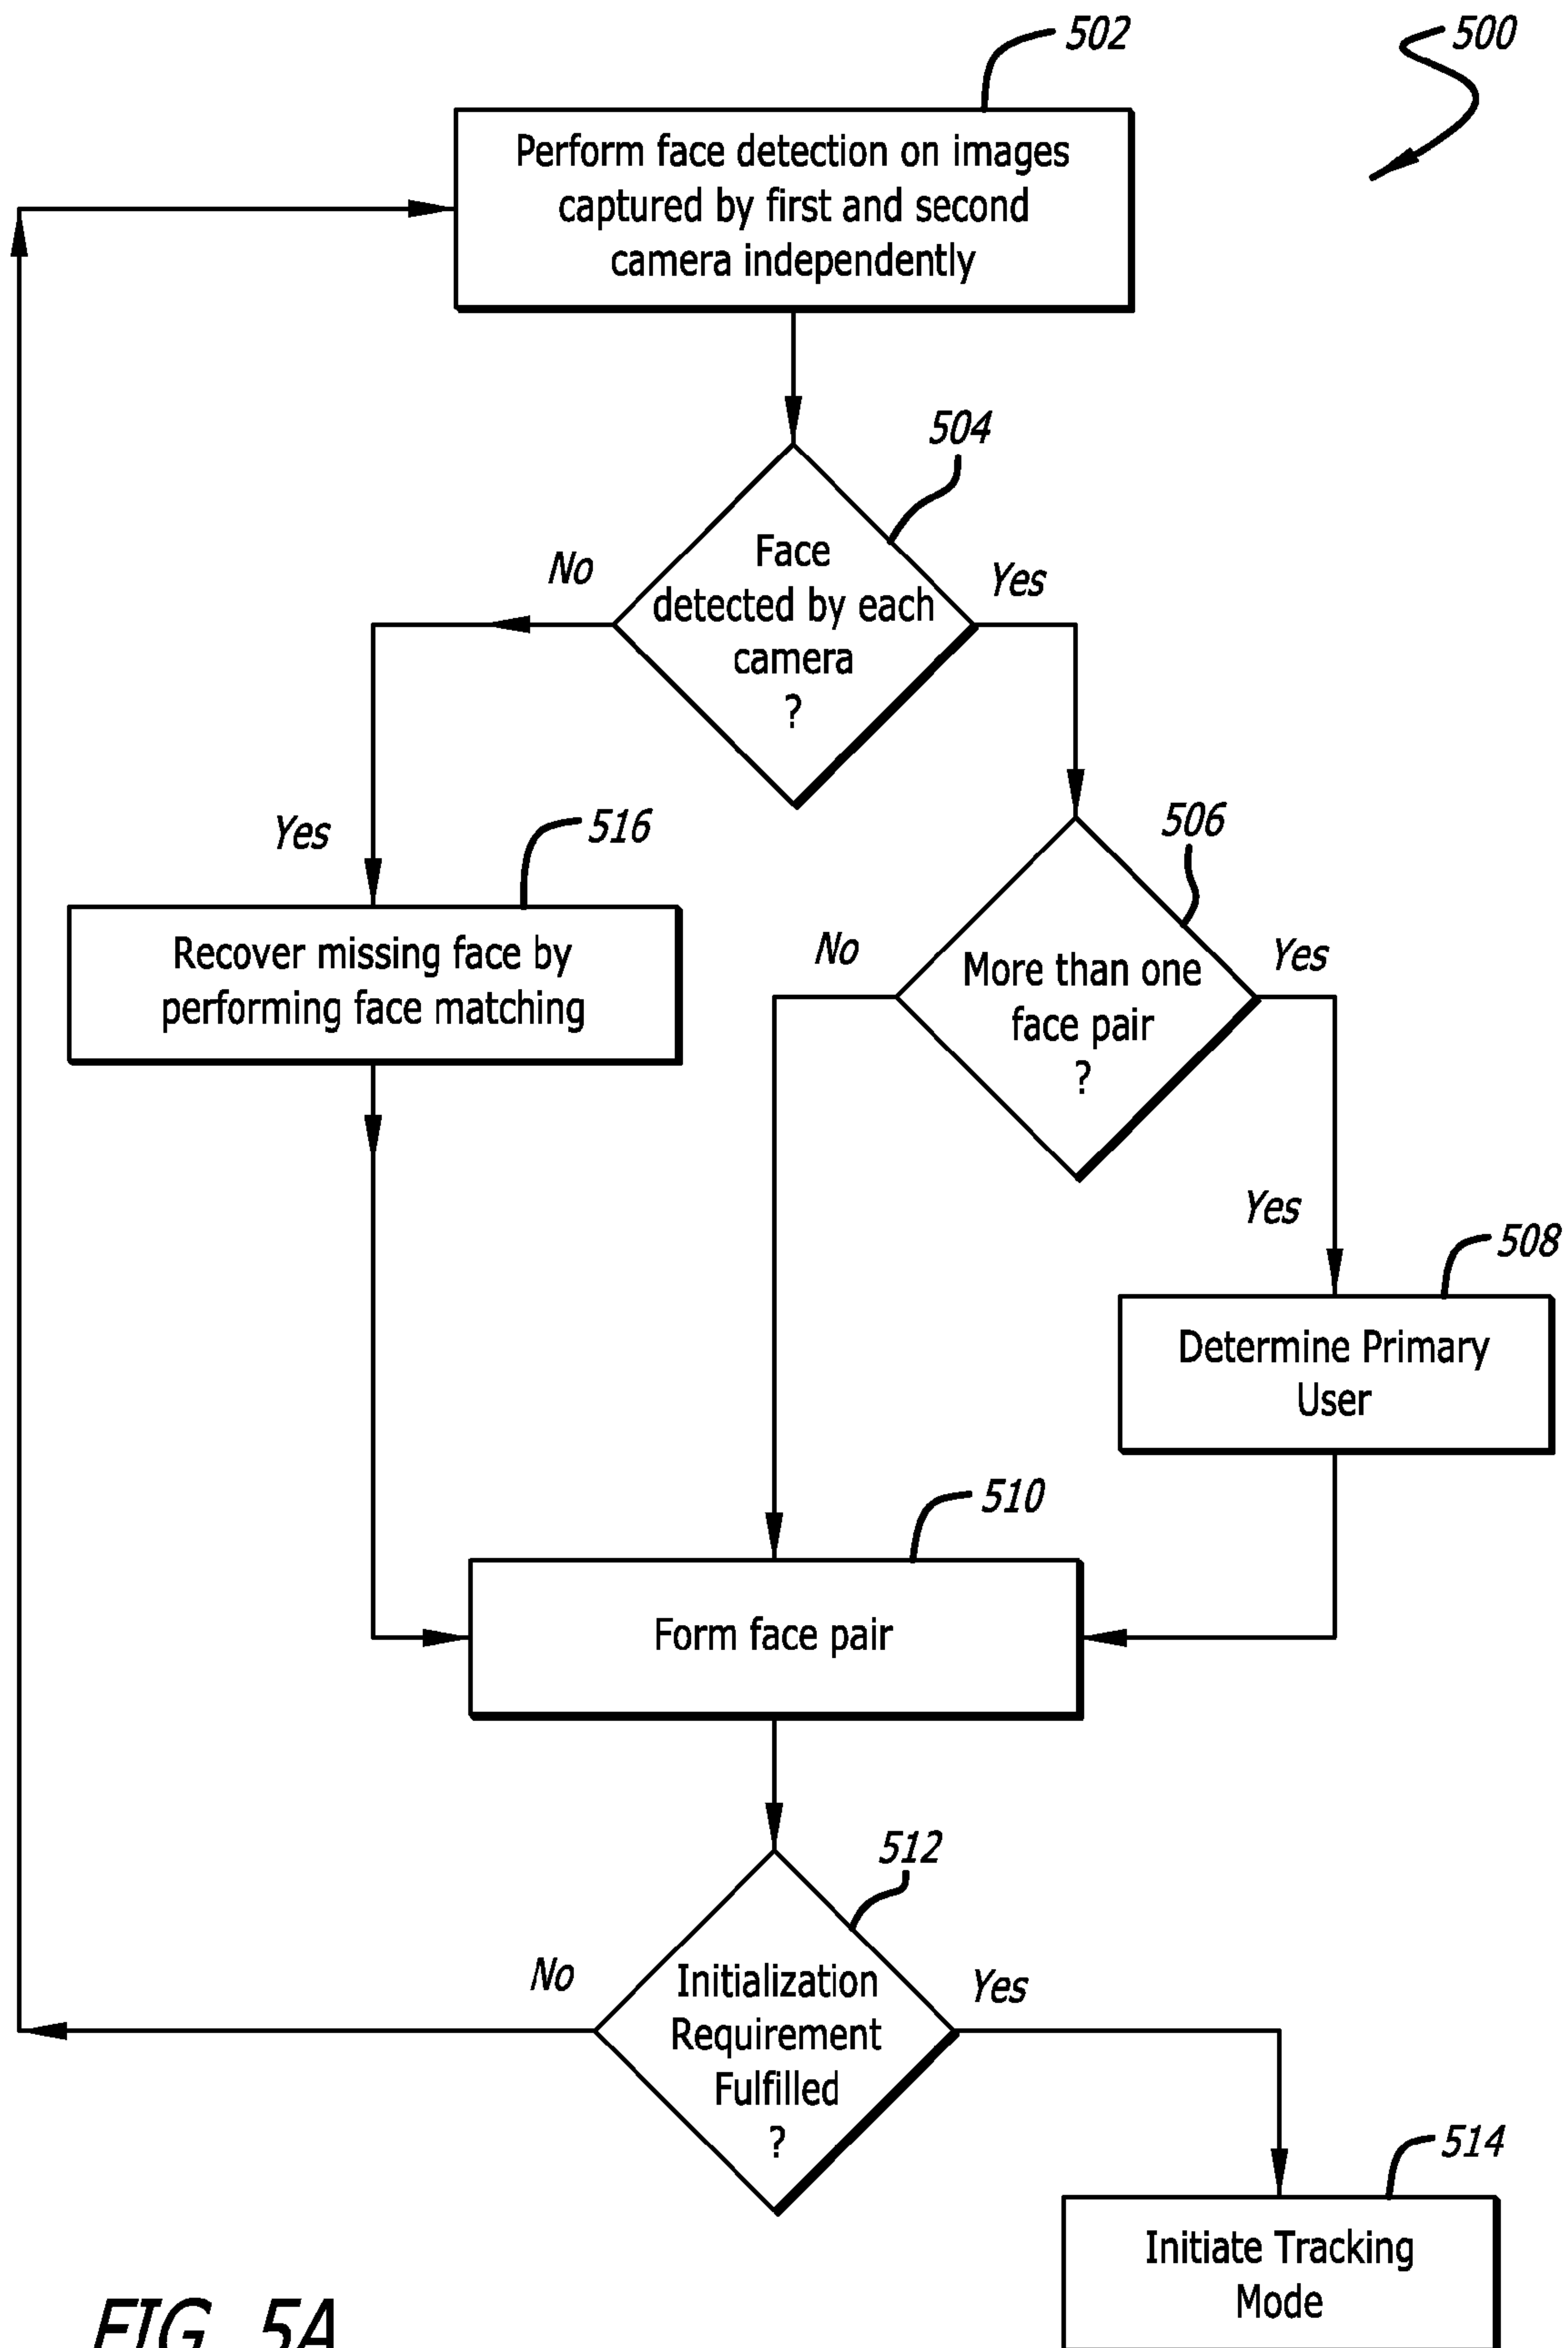 502
500
Perform face detection on images
captured by first and second
camera independently
504
No
Face
detected by each
camera
?
Yes
Yes
516
506
Recover missing face by
performing face matching
No
More than one
face pair
?
Yes
Yes
508
Determine Primary
User
510
Form face pair
512
No
Initialization
Requirement
Fulfilled
?
Yes
514
Initiate Tracking
Mode
FIG. 5A